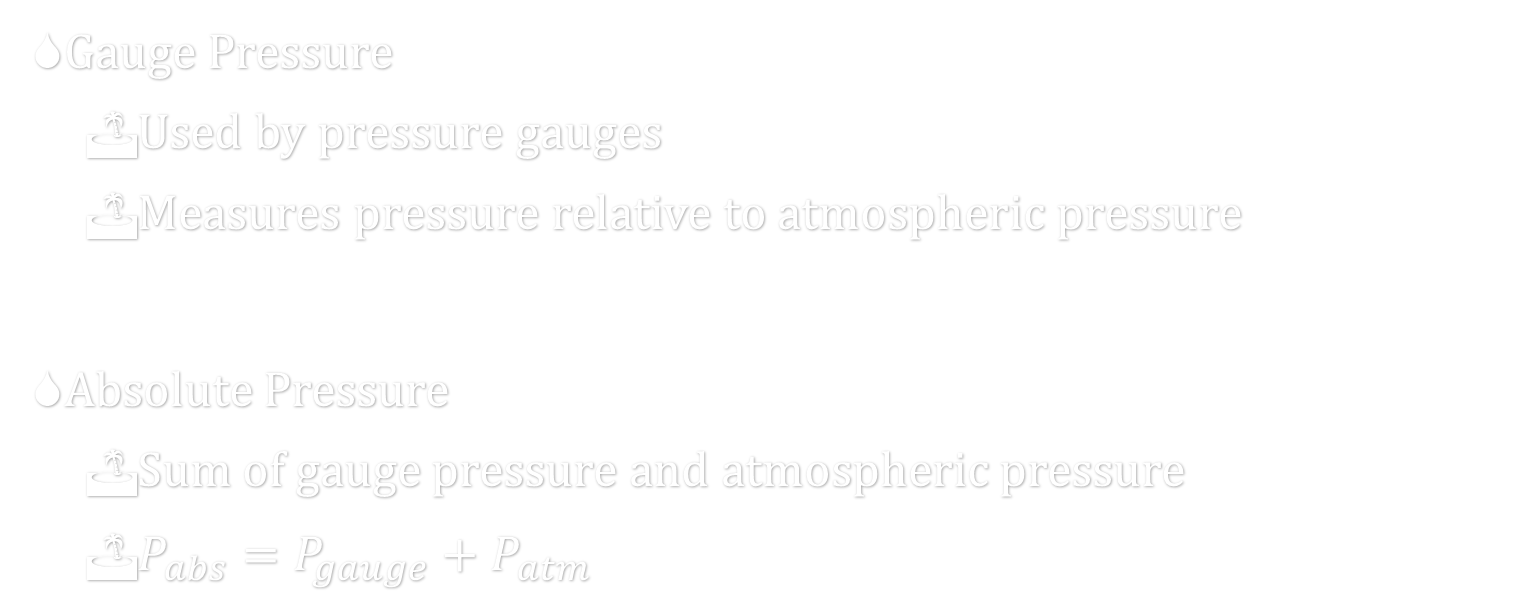 Gauge Pressure
Used by pressure gauges
Measures pressure relative to atmospheric pressure
Absolute Pressure
Sum of gauge pressure and atmospheric pressure
P_abs = P_gauge + P_atm